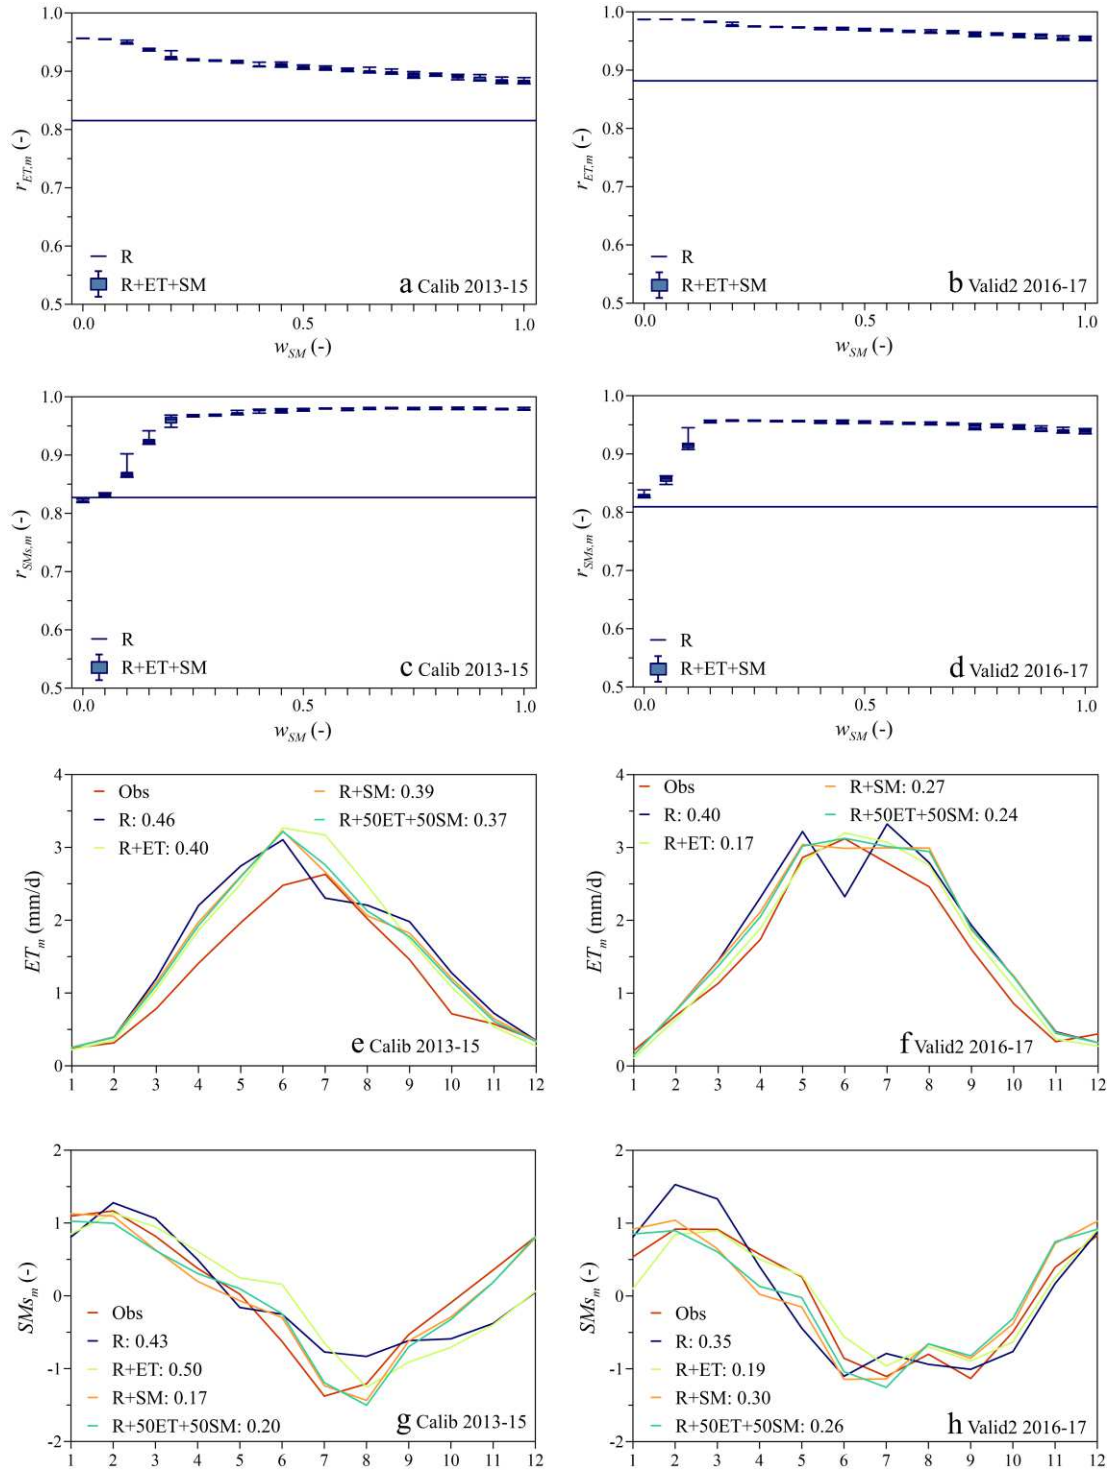 1.0
0.9
0.8
0.7
0.6
0.5
r_ET,m (-)
R
R+ET+SM
a Calib 2013-15
0.0 0.5 1.0
w_SM (-)
1.0
0.9
0.8
0.7
0.6
0.5
r_ET,m (-)
R
R+ET+SM
b Valid2 2016-17
0.0 0.5 1.0
w_SM (-)
1.0
0.9
0.8
0.7
0.6
0.5
r_SMs,m (-)
R
R+ET+SM
c Calib 2013-15
0.0 0.5 1.0
w_SM (-)
1.0
0.9
0.8
0.7
0.6
0.5
r_SMs,m (-)
R
R+ET+SM
d Valid2 2016-17
0.0 0.5 1.0
w_SM (-)
4
3
2
1
0
ET_m (mm/d)
Obs
R: 0.46
R+ET: 0.40
R+SM: 0.39
R+50ET+50SM: 0.37
e Calib 2013-15
1 2 3 4 5 6 7 8 9 10 11 12
4
3
2
1
0
ET_m (mm/d)
Obs
R: 0.40
R+ET: 0.17
R+SM: 0.27
R+50ET+50SM: 0.24
f Valid2 2016-17
1 2 3 4 5 6 7 8 9 10 11 12
2
1
0.0
-1
-2
SMs_m (-)
Obs
R: 0.43
R+ET: 0.50
R+SM: 0.17
R+50ET+50SM: 0.20
g Calib 2013-15
1 2 3 4 5 6 7 8 9 10 11 12
2
1
0.0
-1
-2
SMs_m (-)
Obs
R: 0.35
R+ET: 0.19
R+SM: 0.30
R+50ET+50SM: 0.26
h Valid2 2016-17
1 2 3 4 5 6 7 8 9 10 11 12